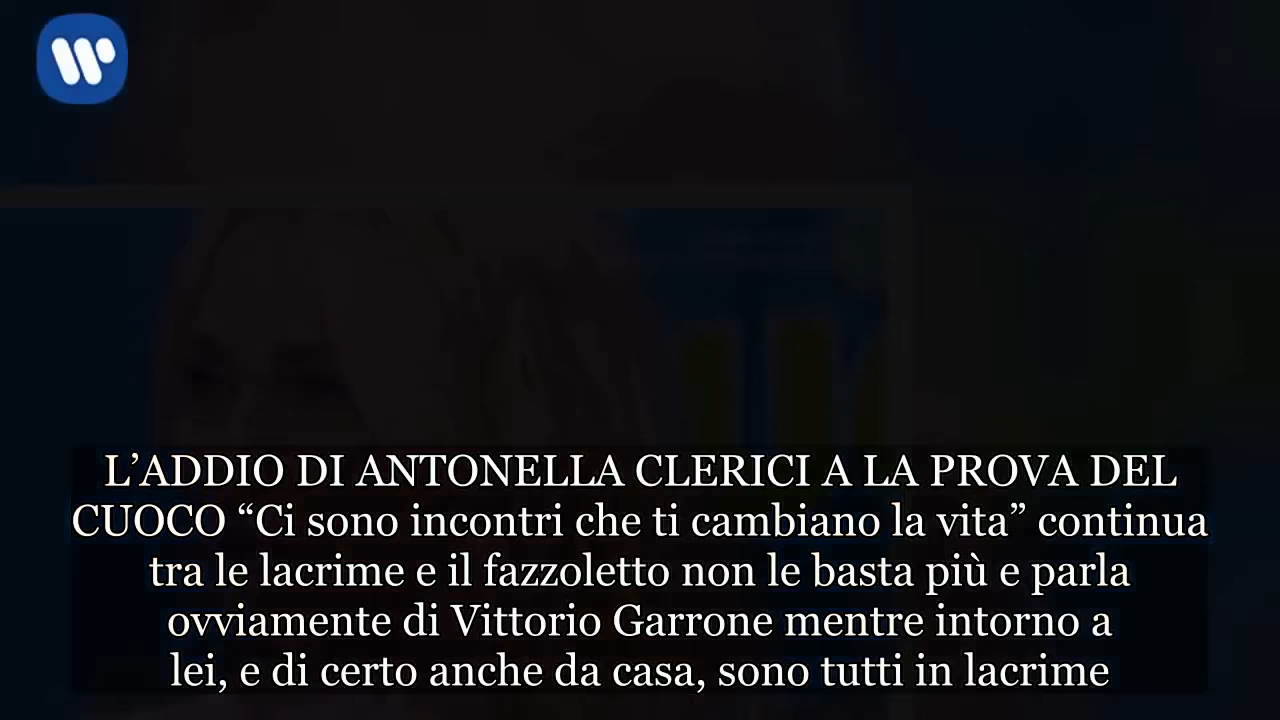 L’ADDIO DI ANTONELLA CLERICI A LA PROVA DEL
CUOCO “Ci sono incontri che ti cambiano la vita” continua
tra le lacrime e il fazzoletto non le basta più e parla
ovviamente di Vittorio Garrone mentre intorno a
lei, e di certo anche da casa, sono tutti in lacrime